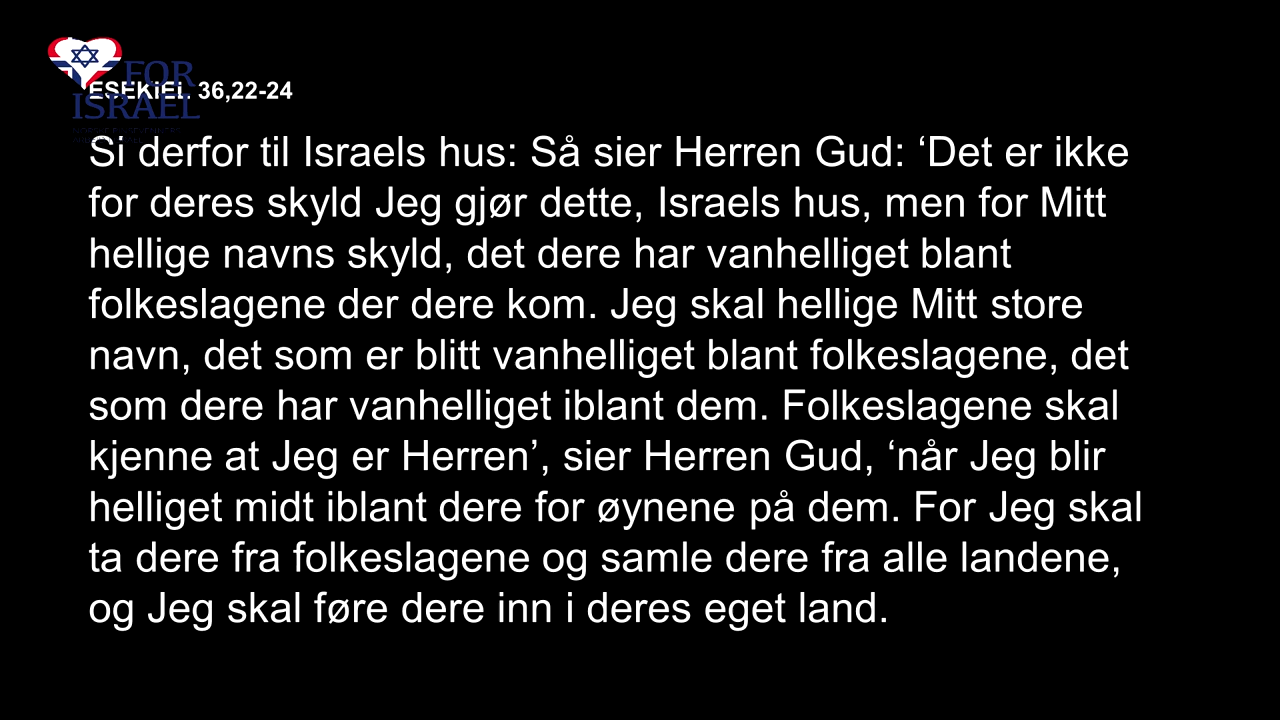 FOR
ISRAEL
ESEKIEL 36,22-24
Si derfor til Israels hus: Så sier Herren Gud: ‘Det er ikke
for deres skyld Jeg gjør dette, Israels hus, men for Mitt
hellige navns skyld, det dere har vanhelliget blant
folkeslagene der dere kom. Jeg skal hellige Mitt store
navn, det som er blitt vanhelliget blant folkeslagene, det
som dere har vanhelliget iblant dem. Folkeslagene skal
kjenne at Jeg er Herren’, sier Herren Gud, ‘når Jeg blir
helliget midt iblant dere for øynene på dem. For Jeg skal
ta dere fra folkeslagene og samle dere fra alle landene,
og Jeg skal føre dere inn i deres eget land.